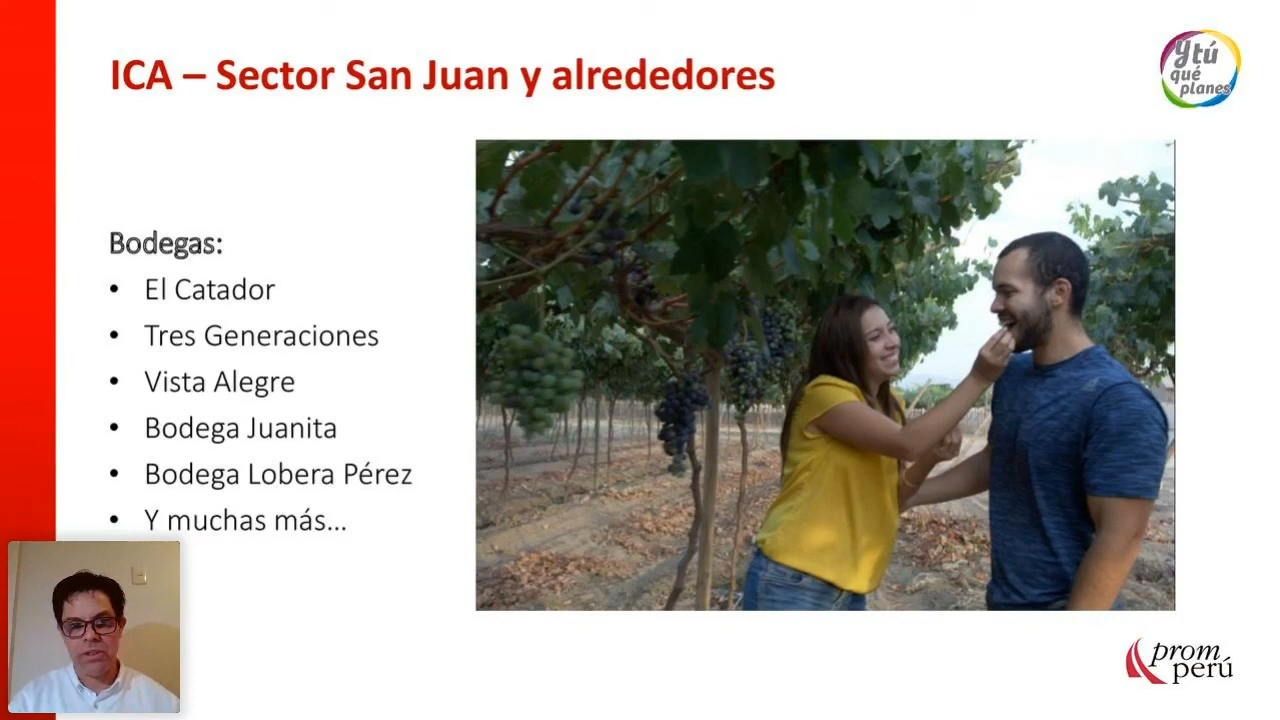 ICA – Sector San Juan y alrededores
y tú
qué
planes
Bodegas:
• El Catador
• Tres Generaciones
• Vista Alegre
• Bodega Juanita
• Bodega Lobera Pérez
• Y muchas más...
prom
perú